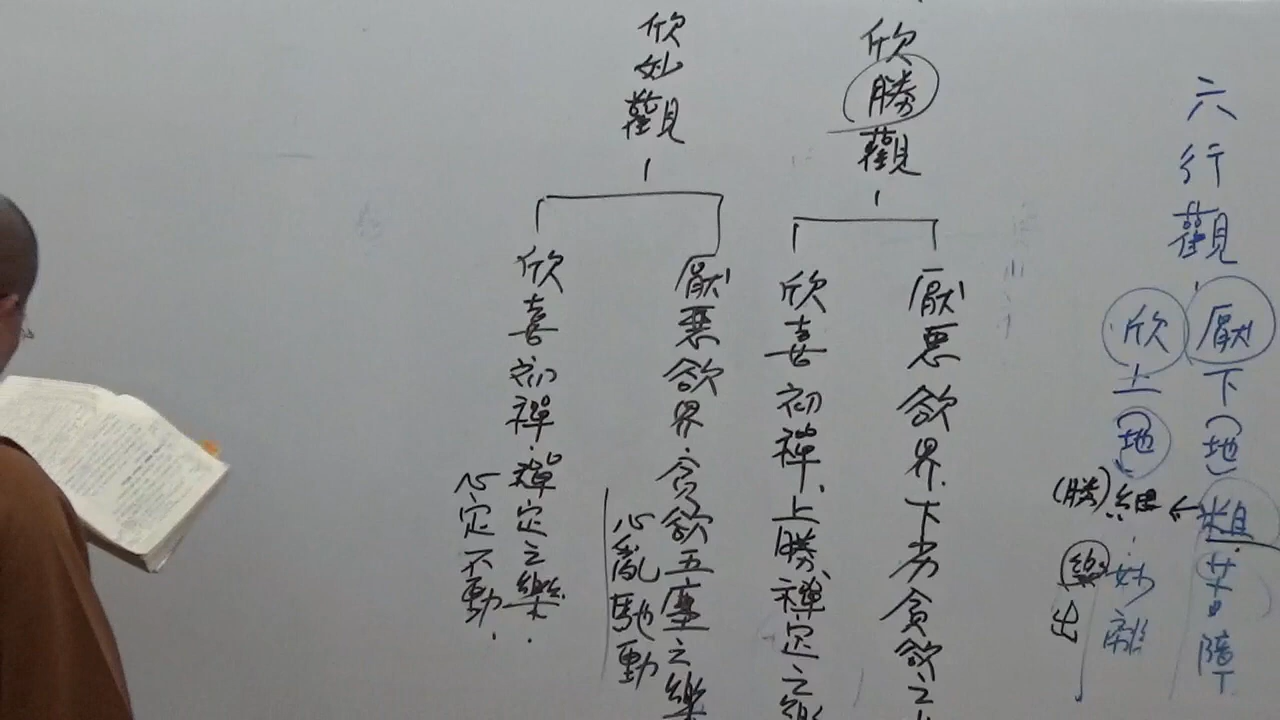 六行觀
厭下(地)粗苦障
欣上(地)細妙離
(勝)樂出
欣勝觀
厭惡欲界、下劣貪欲之
欣喜初禪、上勝禪定之樂
欣妙觀
厭惡欲界、貪欲五塵之樂
心亂馳動
欣喜初禪、禪定之樂.
心定不動.